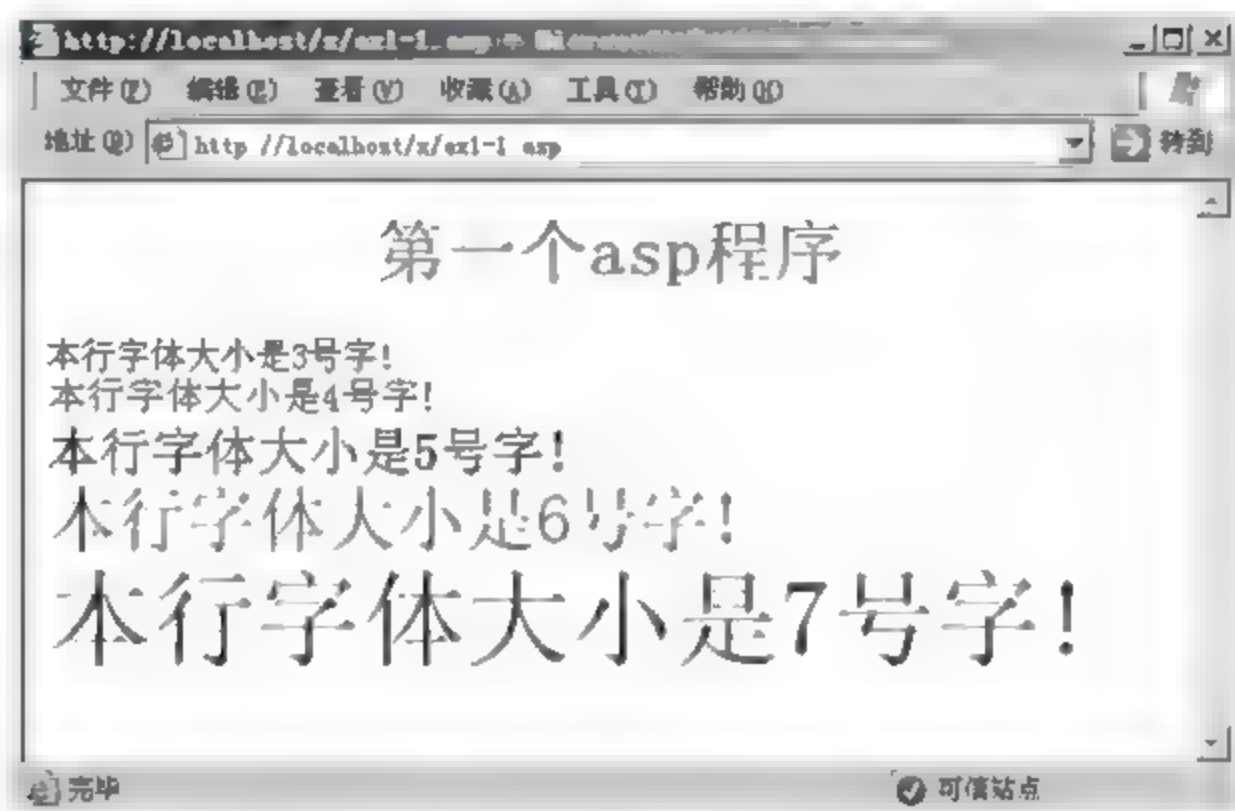 http://localhost/x/ex1-1.asp
文件(F) 编辑(E) 查看(V) 收藏(A) 工具(T) 帮助(H)
地址(D) http //localhost/x/ex1-1 asp 转到
第一个asp程序
本行字体大小是3号字!
本行字体大小是4号字!
本行字体大小是5号字!
本行字体大小是6号字!
本行字体大小是7号字!
完毕 可信站点